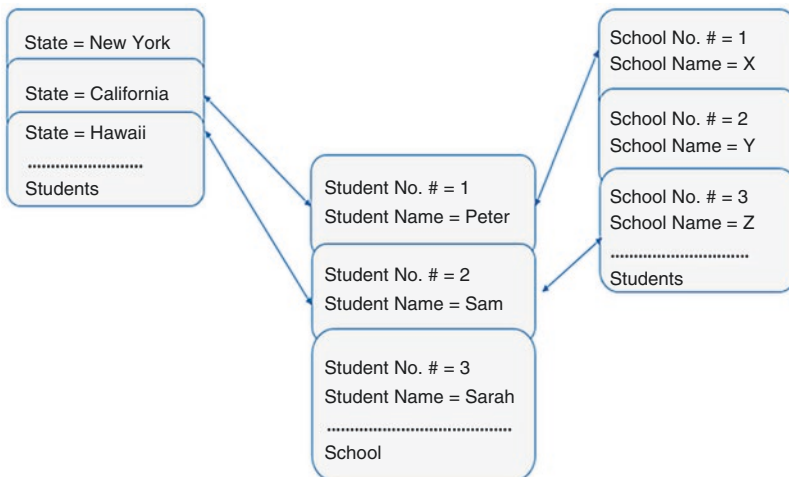 State = New York
State = California
State = Hawaii
.........................
Students
Student No. # = 1
Student Name = Peter
Student No. # = 2
Student Name = Sam
Student No. # = 3
Student Name = Sarah
........................................
School
School No. # = 1
School Name = X
School No. # = 2
School Name = Y
School No. # = 3
School Name = Z
..............................
Students